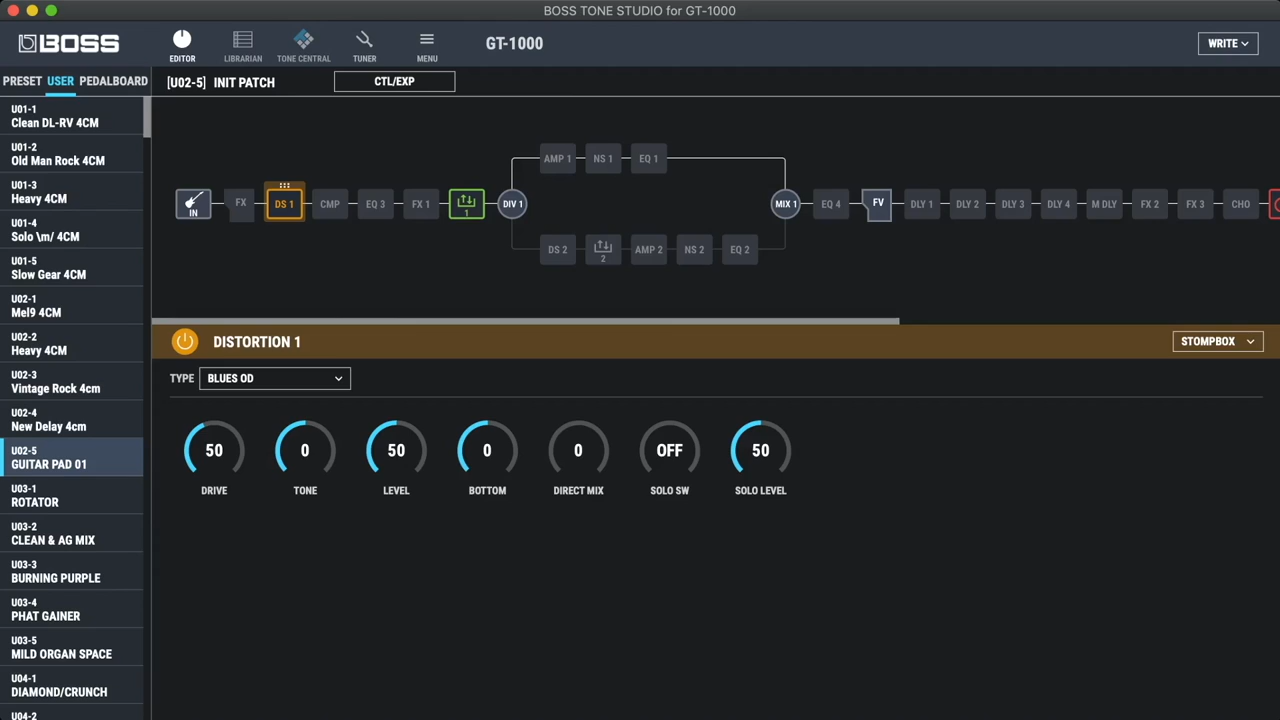 BOSS TONE STUDIO for GT-1000
BOSS
EDITOR
LIBRARIAN
TONE CENTRAL
TUNER
MENU
GT-1000
WRITE
PRESET USER PEDALBOARD
[U02-5] INIT PATCH
CTL/EXP
U01-1
Clean DL-RV 4CM
U01-2
Old Man Rock 4CM
U01-3
Heavy 4CM
U01-4
Solo \m/ 4CM
U01-5
Slow Gear 4CM
U02-1
Mel9 4CM
U02-2
Heavy 4CM
U02-3
Vintage Rock 4cm
U02-4
New Delay 4cm
U02-5
GUITAR PAD 01
U03-1
ROTATOR
U03-2
CLEAN & AG MIX
U03-3
BURNING PURPLE
U03-4
PHAT GAINER
U03-5
MILD ORGAN SPACE
U04-1
DIAMOND/CRUNCH
U04-2
AMP 1 NS 1 EQ 1
IN FX DS 1 CMP EQ 3 FX 1 1 DIV 1 MIX 1 EQ 4 FV DLY 1 DLY 2 DLY 3 DLY 4 M DLY FX 2 FX 3 CHO
DS 2 2 AMP 2 NS 2 EQ 2
DISTORTION 1
STOMPBOX
TYPE BLUES OD
50 0 50 0 0 OFF 50
DRIVE TONE LEVEL BOTTOM DIRECT MIX SOLO SW SOLO LEVEL